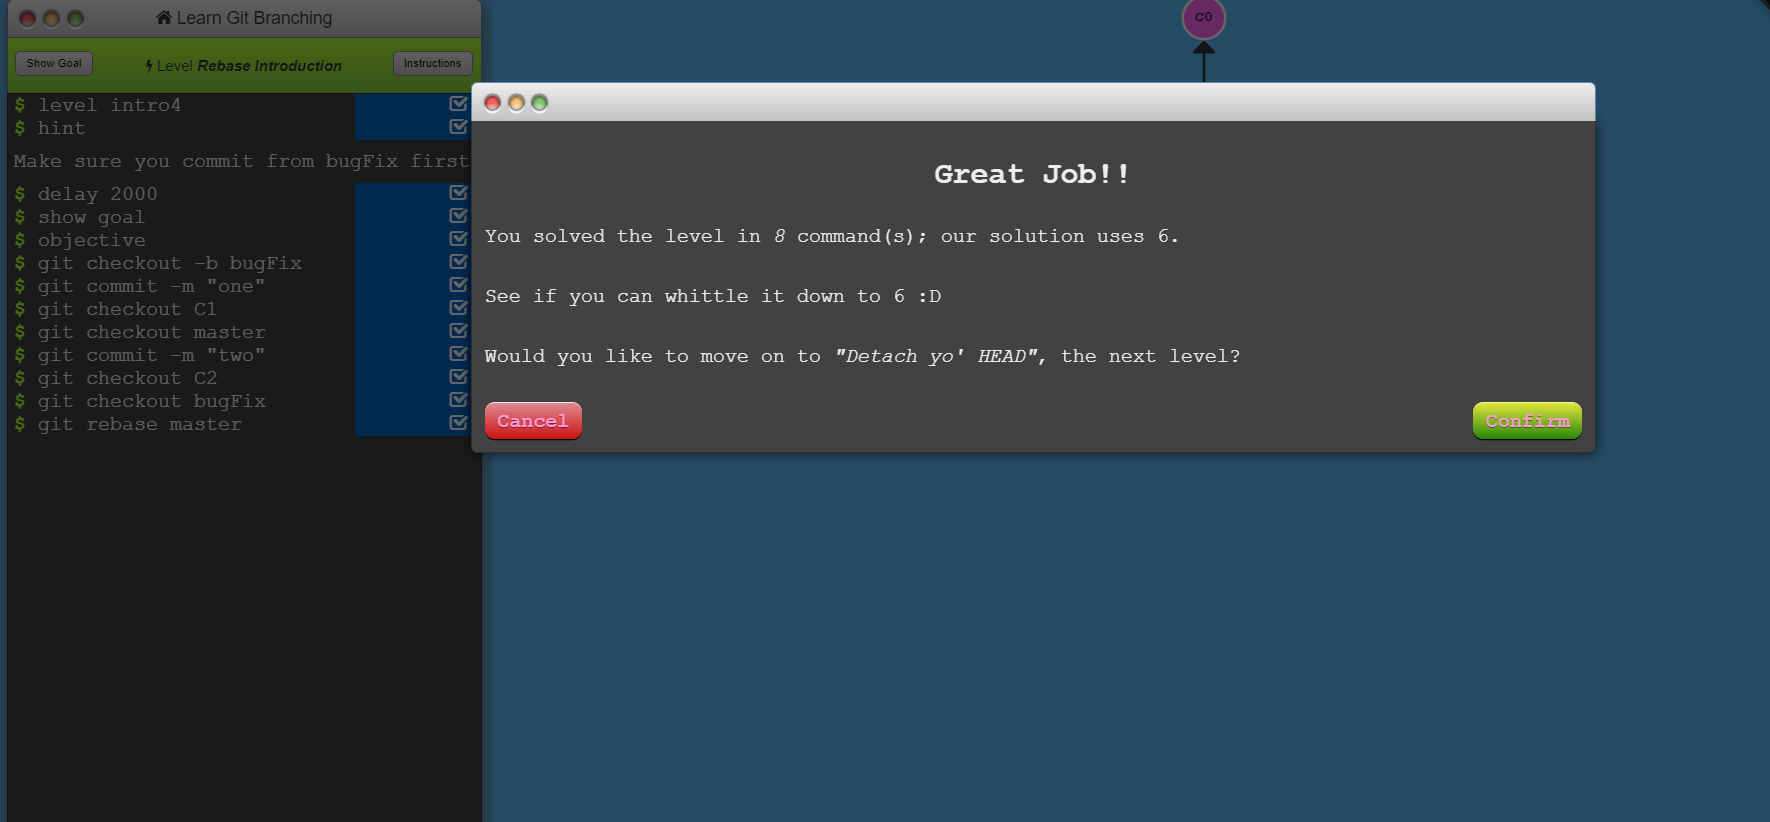 Learn Git Branching
Show Goal
Level Rebase Introduction
Instructions
$ level intro4
$ hint
Make sure you commit from bugFix first
$ delay 2000
$ show goal
$ objective
$ git checkout -b bugFix
$ git commit -m "one"
$ git checkout C1
$ git checkout master
$ git commit -m "two"
$ git checkout C2
$ git checkout bugFix
$ git rebase master
C0
Great Job!!
You solved the level in 8 command(s); our solution uses 6.
See if you can whittle it down to 6 :D
Would you like to move on to "Detach yo' HEAD", the next level?
Cancel
Confirm